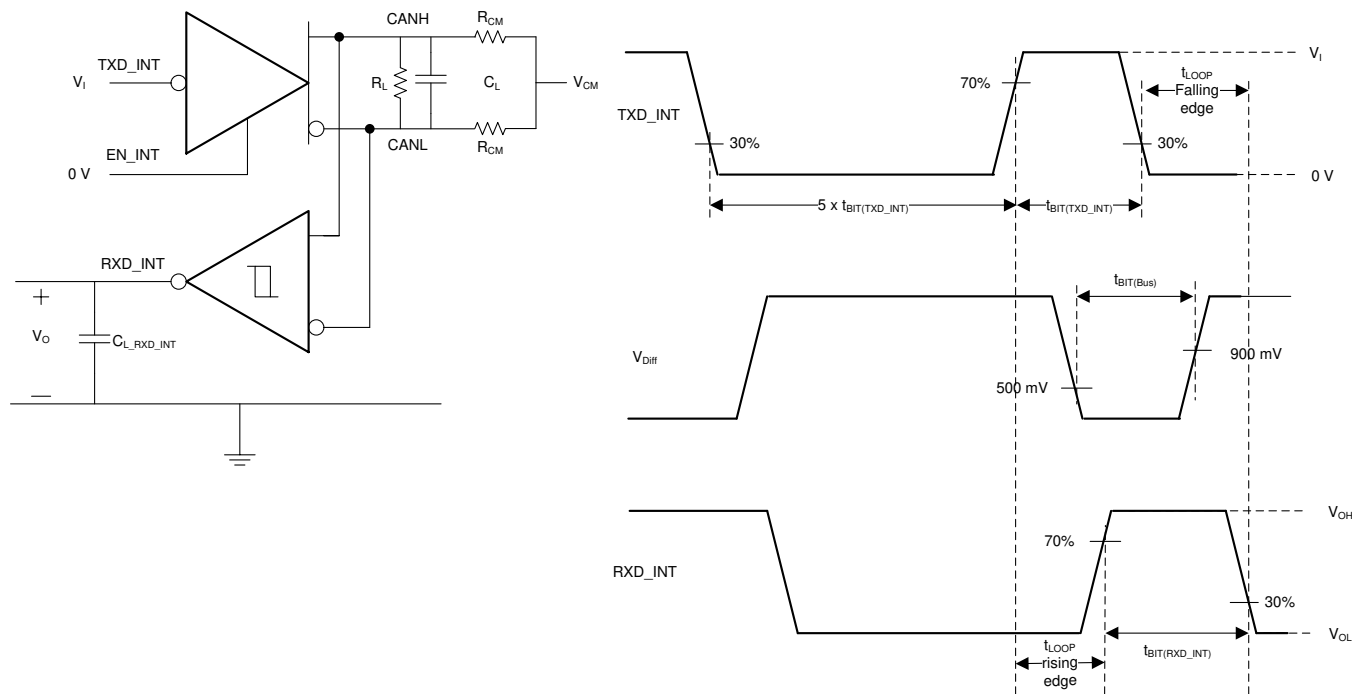 CANH
R_CM
TXD_INT
V_I
R_L
C_L
V_CM
CANL
R_CM
EN_INT
0 V
RXD_INT
+
V_O
C_L_RXD_INT
—
V_I
t_LOOP
Falling
edge
70%
TXD_INT
30%
30%
0 V
5 x t_BIT(TXD_INT)
t_BIT(TXD_INT)
t_BIT(Bus)
V_Diff
900 mV
500 mV
V_OH
70%
RXD_INT
30%
V_OL
t_LOOP
rising
edge
t_BIT(RXD_INT)